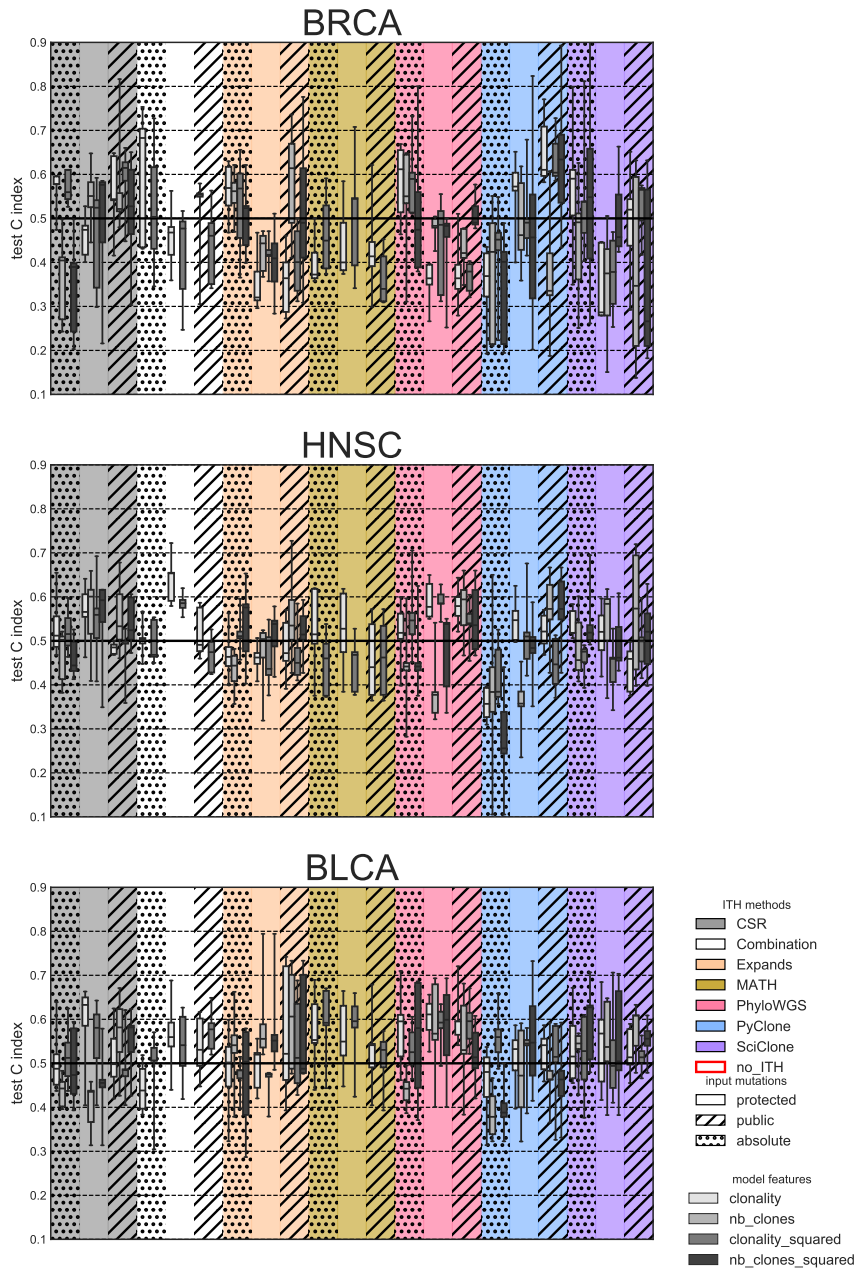 BRCA
0.9
0.8
0.7
0.6
0.5
0.4
0.3
0.2
0.1
test C index
HNSC
0.9
0.8
0.7
0.6
0.5
0.4
0.3
0.2
0.1
test C index
BLCA
0.9
0.8
0.7
0.6
0.5
0.4
0.3
0.2
0.1
test C index
ITH methods
CSR
Combination
Expands
MATH
PhyloWGS
PyClone
SciClone
no_ITH
input mutations
protected
public
absolute
model features
clonality
nb_clones
clonality_squared
nb_clones_squared